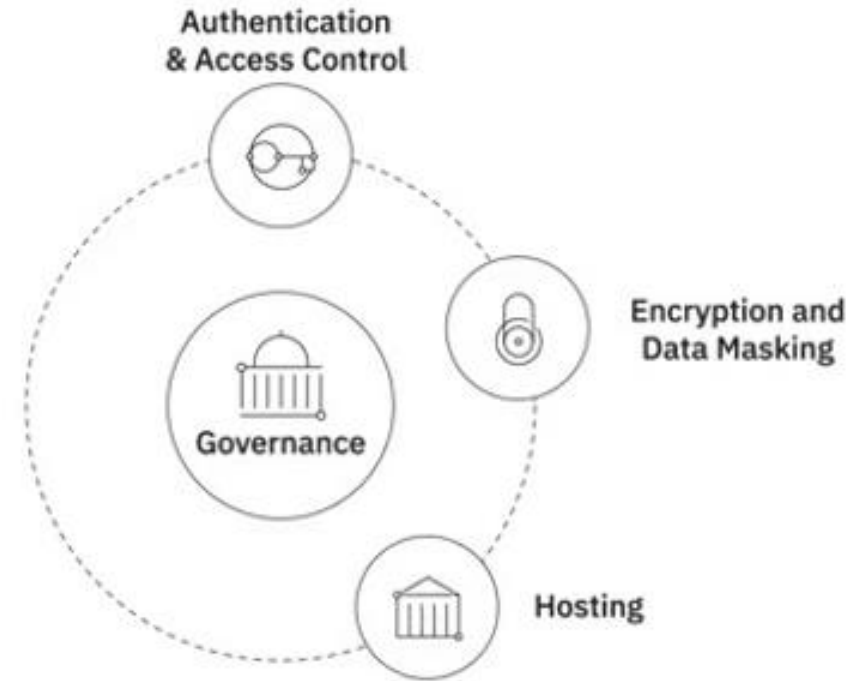 Authentication
& Access Control
Encryption and
Data Masking
Governance
Hosting